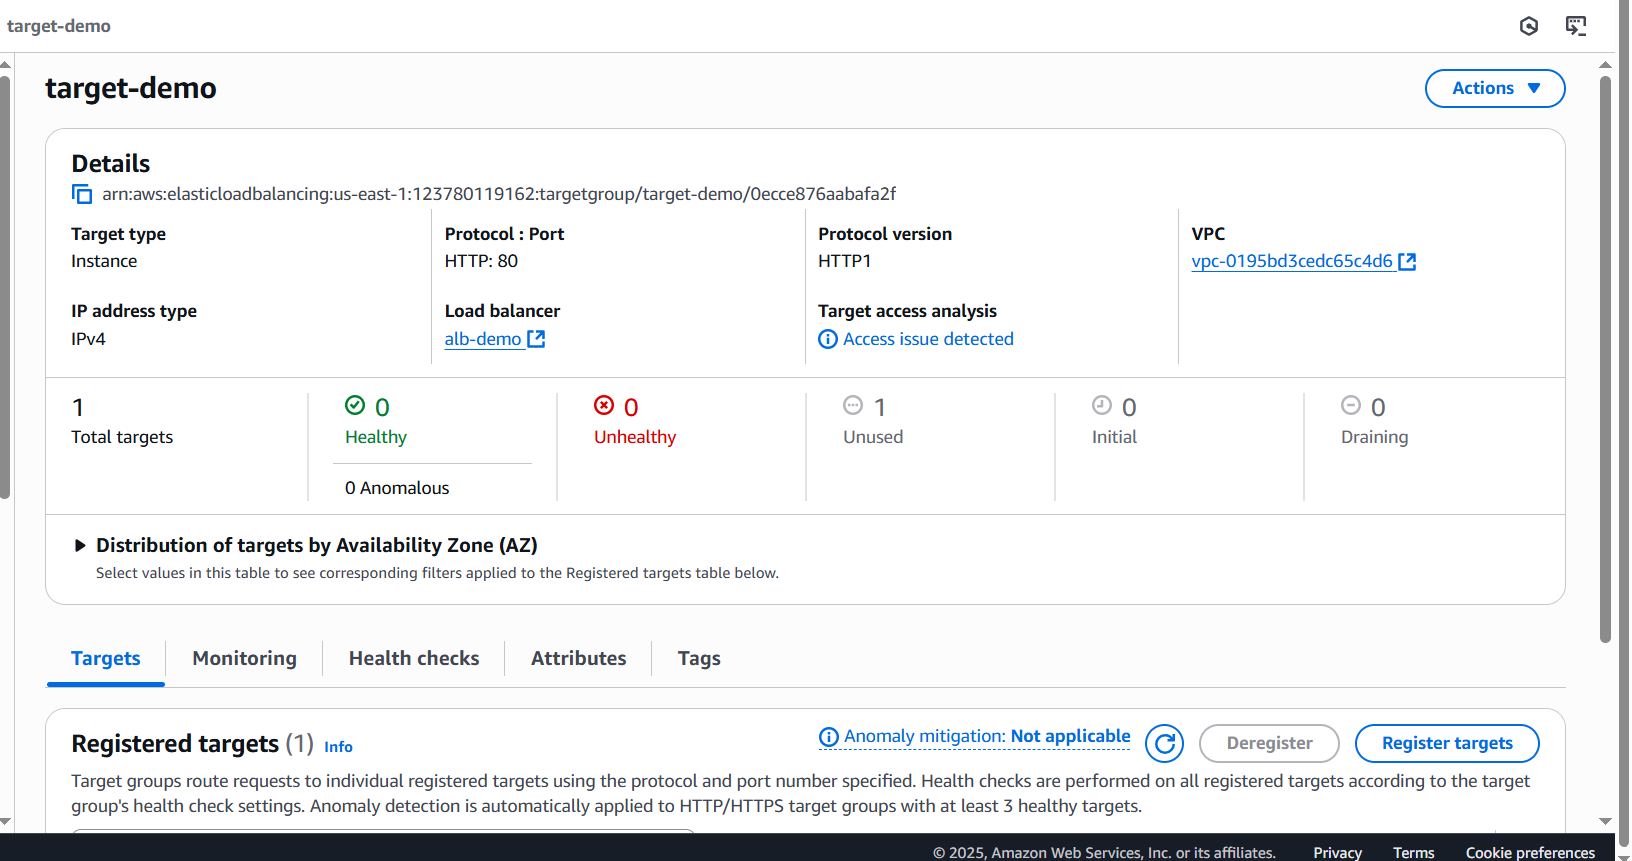 target-demo
target-demo
Actions
Details
arn:aws:elasticloadbalancing:us-east-1:123780119162:targetgroup/target-demo/0ecce876aabafa2f
Target type
Instance
Protocol : Port
HTTP: 80
Protocol version
HTTP1
VPC
vpc-0195bd3cedc65c4d6
IP address type
IPv4
Load balancer
alb-demo
Target access analysis
Access issue detected
1
Total targets
0
Healthy
0 Anomalous
0
Unhealthy
1
Unused
0
Initial
0
Draining
Distribution of targets by Availability Zone (AZ)
Select values in this table to see corresponding filters applied to the Registered targets table below.
Targets
Monitoring
Health checks
Attributes
Tags
Registered targets (1) Info
Anomaly mitigation: Not applicable
Deregister
Register targets
Target groups route requests to individual registered targets using the protocol and port number specified. Health checks are performed on all registered targets according to the target
group's health check settings. Anomaly detection is automatically applied to HTTP/HTTPS target groups with at least 3 healthy targets.
© 2025, Amazon Web Services, Inc. or its affiliates.
Privacy
Terms
Cookie preferences